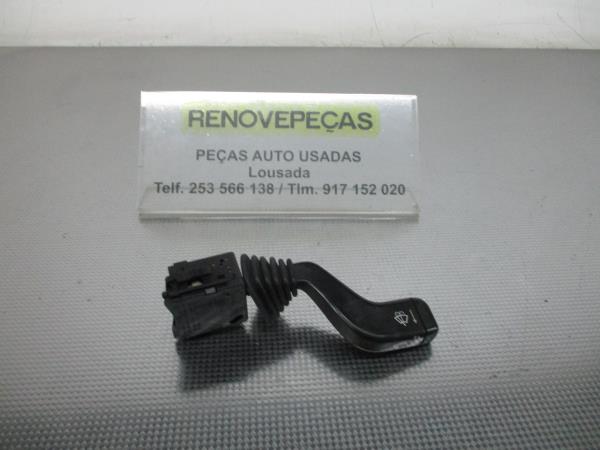 RENOVEPEÇAS
PEÇAS AUTO USADAS
Lousada
Telf. 253 566 138 / Tlm. 917 152 020